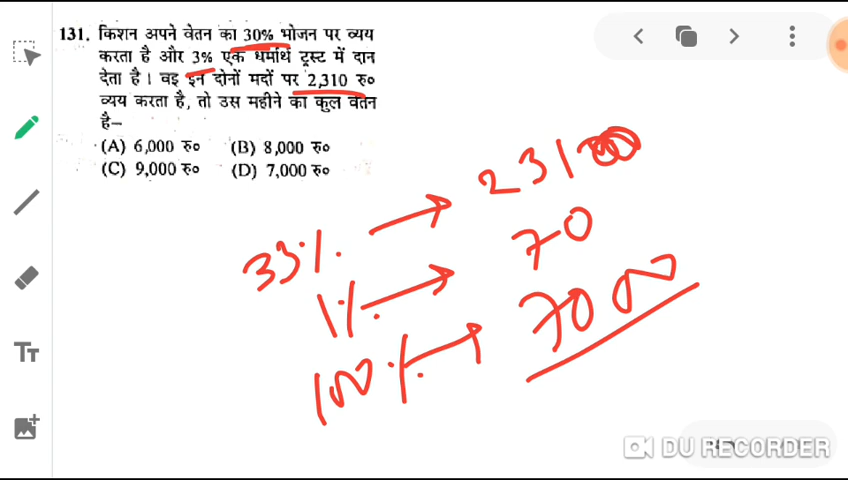 131. किशन अपने वेतन का 30% भोजन पर व्यय
करता है और 3% एक धर्मार्थ ट्रस्ट में दान
देता है। वह इन दोनों मदों पर 2,310 रु०
व्यय करता है, तो उस महीने का कुल वेतन
है–
(A) 6,000 रु० (B) 8,000 रु०
(C) 9,000 रु० (D) 7,000 रु०
33% → 2310
1% → 70
100% → 7000
Tт
DU RECORDER